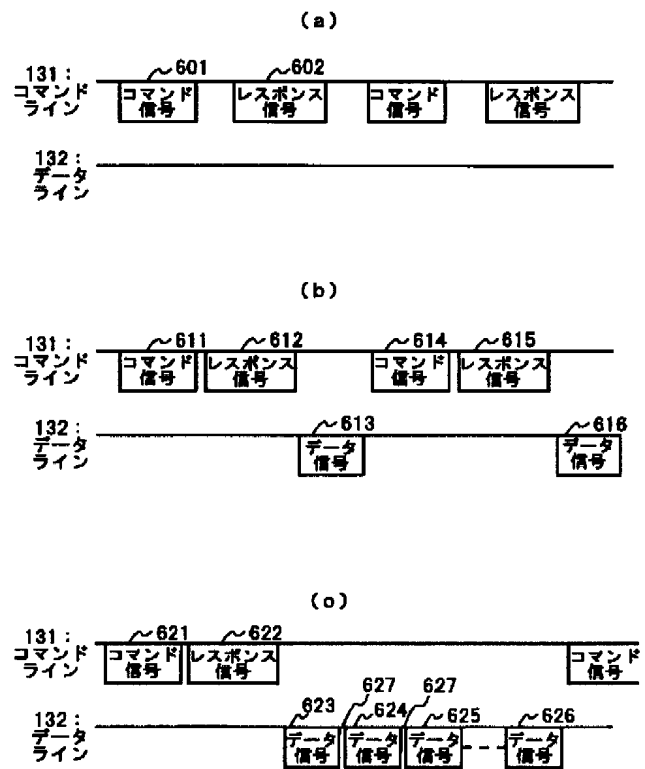 (a)
601
602
131:
コマンド
ライン
コマンド
信号
レスポンス
信号
コマンド
信号
レスポンス
信号
132:
データ
ライン
(b)
611
612
614
615
131:
コマンド
ライン
コマンド
信号
レスポンス
信号
コマンド
信号
レスポンス
信号
613
616
132:
データ
ライン
データ
信号
データ
信号
(c)
621
622
131:
コマンド
ライン
コマンド
信号
レスポンス
信号
コマンド
信号
627
627
623
624
625
626
132:
データ
ライン
データ
信号
データ
信号
データ
信号
データ
信号